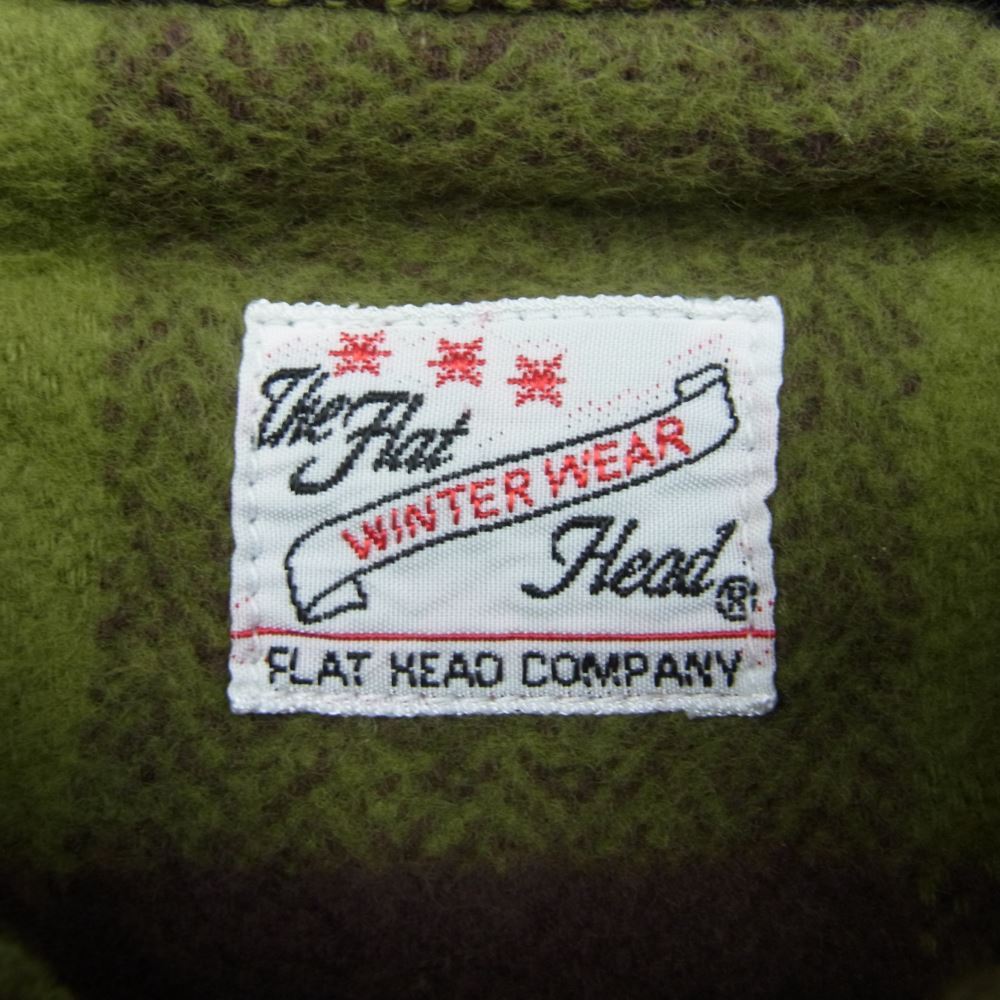 The Flat
WINTER WEAR
Head®
FLAT HEAD COMPANY